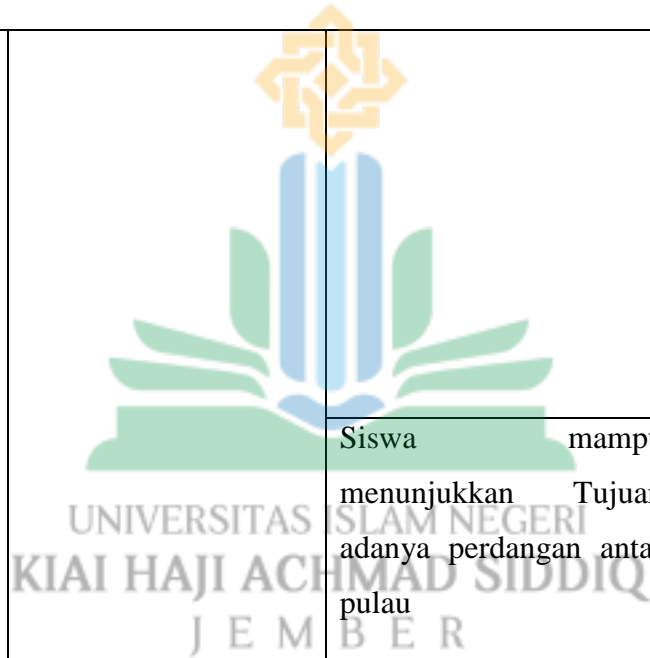 Siswa mampu
menunjukkan Tujuan
adanya perdangan anta
pulau
UNIVERSITAS ISLAM NEGERI
KIAI HAJI ACHMAD SIDDIQ
J E M B E R